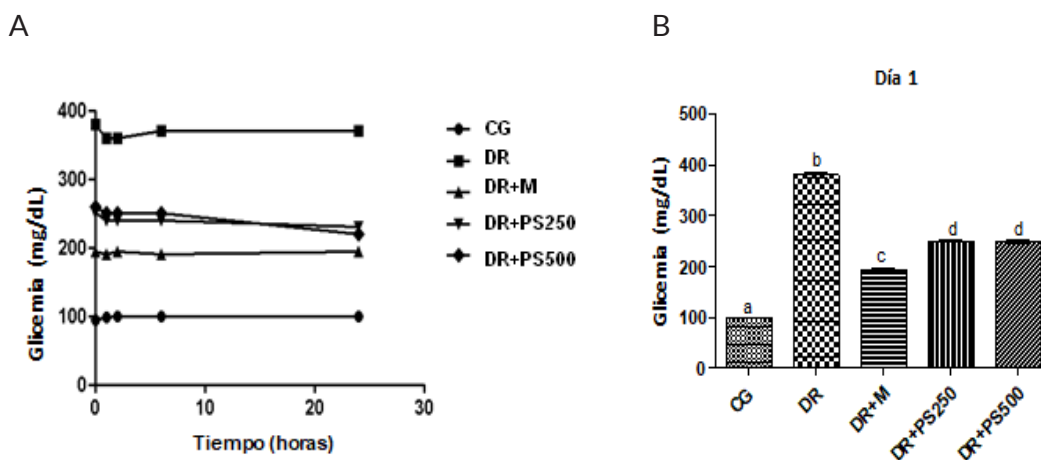 A
Glicemia (mg/dL)
400
300
200
100
0
0 10 20 30
Tiempo (horas)
CG
DR
DR+M
DR+PS250
DR+PS500
B
Día 1
Glicemia (mg/dL)
500
400
300
200
100
0
a
b
c
d
d
CG
DR
DR+M
DR+PS250
DR+PS500